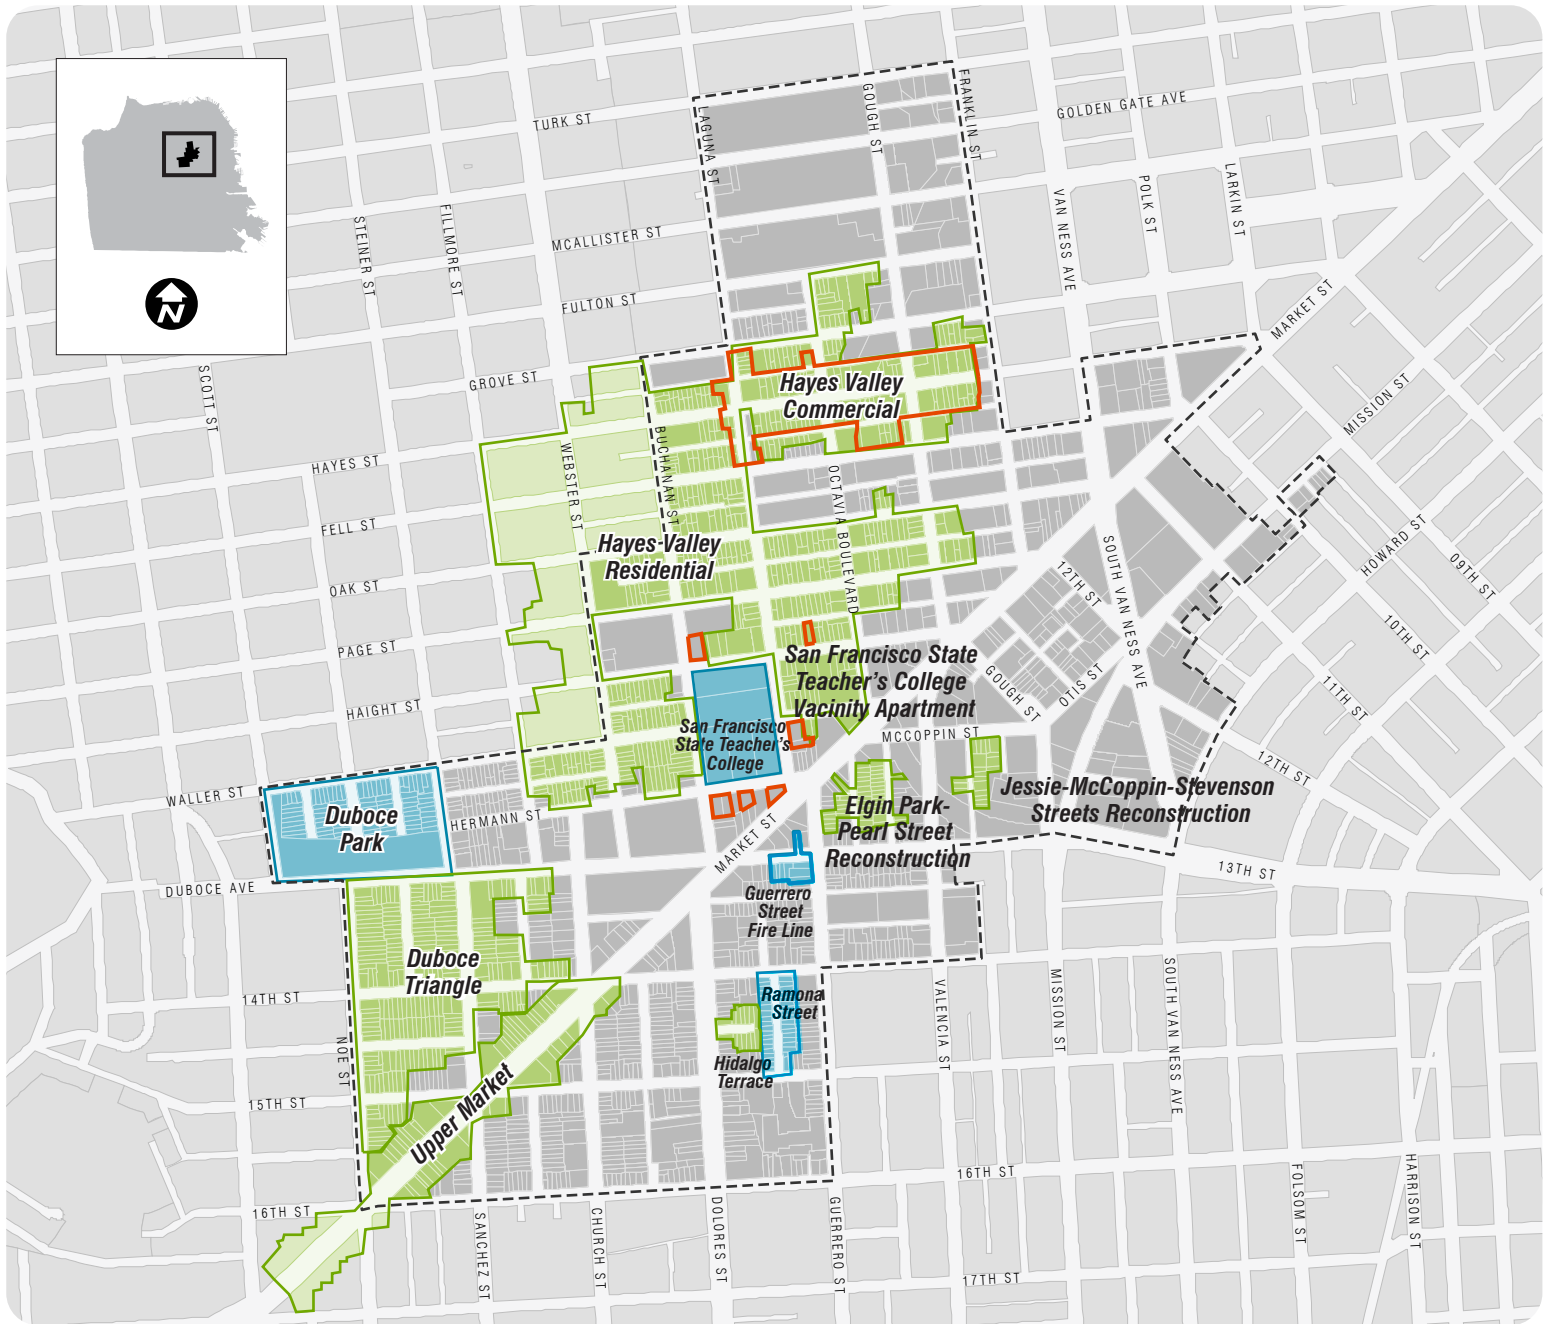 TURK ST
LAGUNA ST
GOUGH ST
FRANKLIN ST
GOLDEN GATE AVE
VAN NESS AVE
POLK ST
LARKIN ST
STEINER ST
FILLMORE ST
MCALLISTER ST
FULTON ST
N
MARKET ST
MISSION ST
SCOTT ST
GROVE ST
Hayes Valley
Commercial
HAYES ST
WEBSTER ST
BUCHANAN ST
OCTAVIA BOULEVARD
FELL ST
Hayes Valley
Residential
SOUTH VAN NESS AVE
12TH ST
HOWARD ST
09TH ST
10TH ST
11TH ST
12TH ST
OAK ST
PAGE ST
San Francisco State
Teacher's College
Vacinity Apartment
GOUGH ST
OTIS ST
HAIGHT ST
San Francisco
State Teacher's
College
MCCOPPIN ST
WALLER ST
Duboce
Park
HERMANN ST
Jessie-McCoppin-Stevenson
Streets Reconstruction
Elgin Park-
Pearl Street
Reconstruction
MARKET ST
13TH ST
DUBOCE AVE
Guerrero
Street
Fire Line
Duboce
Triangle
14TH ST
Ramona
Street
VALENCIA ST
MISSION ST
SOUTH VAN NESS AVE
NOE ST
Hidalgo
Terrace
15TH ST
Upper Market
16TH ST
16TH ST
SANCHEZ ST
CHURCH ST
DOLORES ST
GUERRERO ST
FOLSOM ST
HARRISON ST
17TH ST